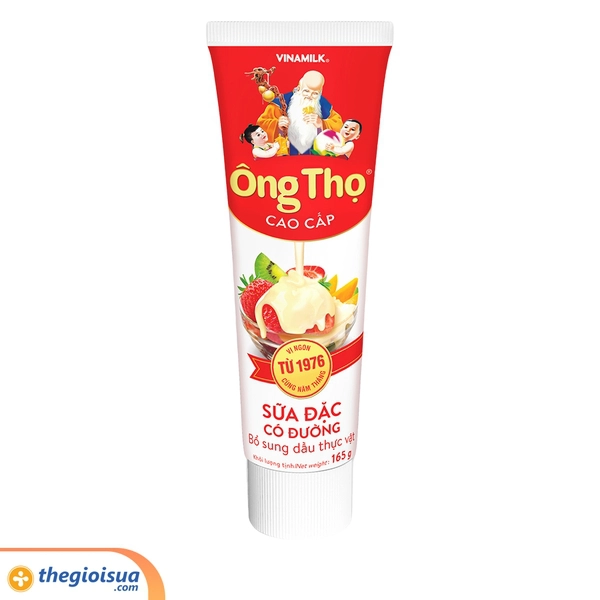 VINAMILK®
Ông Thọ®
CAO CẤP
VỊ NGON
TỪ 1976
CÙNG NĂM THÁNG
SỮA ĐẶC
CÓ ĐƯỜNG
Bổ sung dầu thực vật
Khối lượng tịnh/Net weight: 165 g
thegioisua
.com